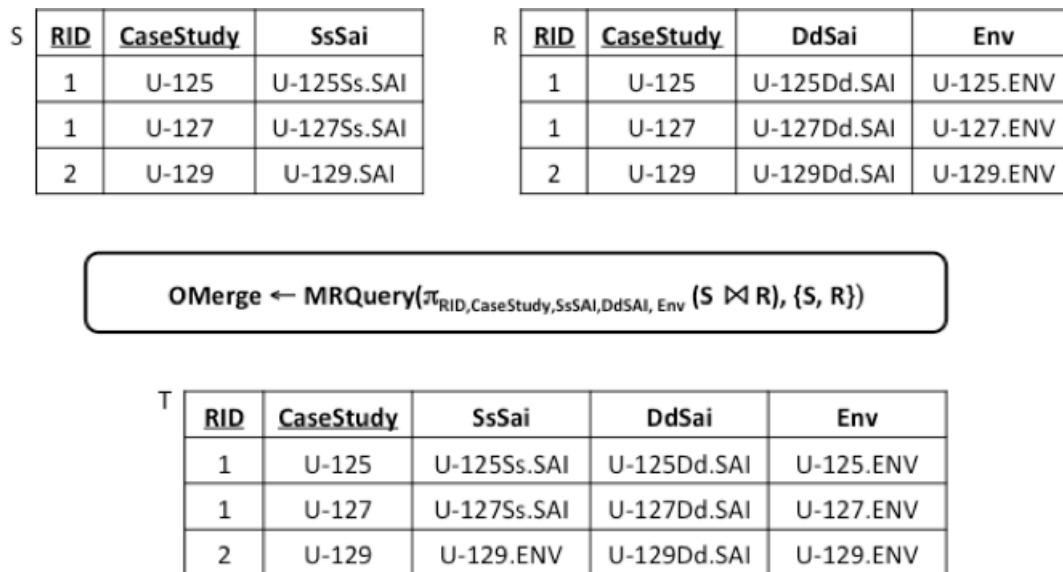 S RID CaseStudy SsSai
1 U-125 U-125Ss.SAI
1 U-127 U-127Ss.SAI
2 U-129 U-129.SAI
R RID CaseStudy DdSai Env
1 U-125 U-125Dd.SAI U-125.ENV
1 U-127 U-127Dd.SAI U-127.ENV
2 U-129 U-129Dd.SAI U-129.ENV
OMerge ← MRQuery(π RID,CaseStudy,SsSAI,DdSAI, Env (S ⋈ R), {S, R})
T
RID CaseStudy SsSai DdSai Env
1 U-125 U-125Ss.SAI U-125Dd.SAI U-125.ENV
1 U-127 U-127Ss.SAI U-127Dd.SAI U-127.ENV
2 U-129 U-129.ENV U-129Dd.SAI U-129.ENV